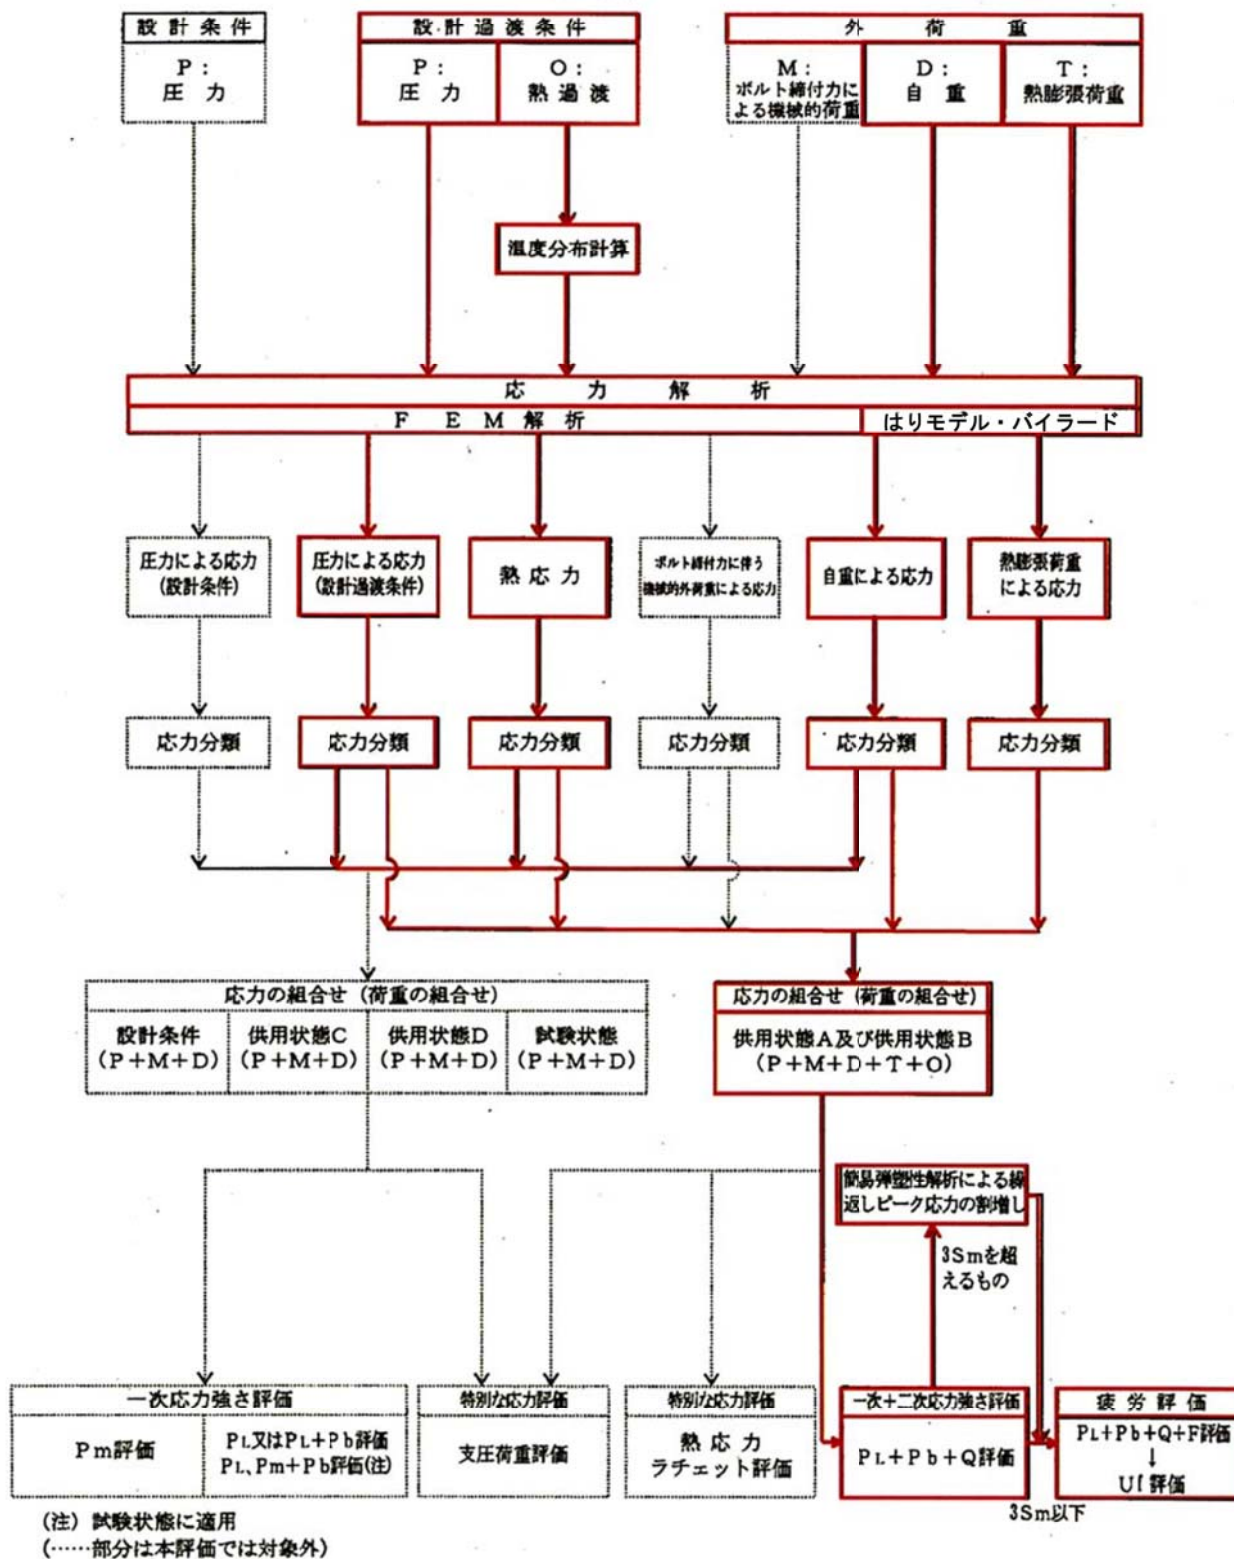 設計条件
P：
圧力
設計過渡条件
P：
圧力
O：
熱過渡
外荷重
M：
ボルト締付力に
よる機械的荷重
D：
自重
T：
熱膨張荷重
温度分布計算
応力解析
FEM解析
はりモデル・バイラード
圧力による応力
(設計条件)
圧力による応力
(設計過渡条件)
熱応力
ボルト締付力に伴う
機械的外荷重による応力
自重による応力
熱膨張荷重
による応力
応力分類
応力分類
応力分類
応力分類
応力分類
応力分類
応力の組合せ（荷重の組合せ）
設計条件
(P+M+D)
供用状態C
(P+M+D)
供用状態D
(P+M+D)
試験状態
(P+M+D)
応力の組合せ（荷重の組合せ）
供用状態A及び供用状態B
(P+M+D+T+O)
簡易弾塑性解析による繰
返しピーク応力の割増し
3Smを超
えるもの
一次応力強さ評価
Pm評価
PL又はPL+Pb評価
PL、Pm+Pb評価(注)
特別な応力評価
支圧荷重評価
特別な応力評価
熱応力
ラチェット評価
一次+二次応力強さ評価
PL+Pb+Q評価
疲労評価
PL+Pb+Q+F評価
↓
Uf評価
3Sm以下
(注) 試験状態に適用
(……部分は本評価では対象外)